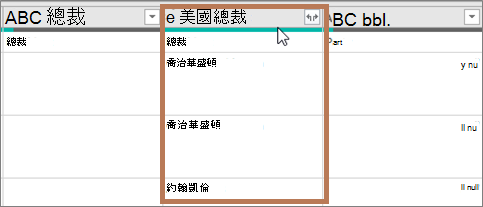 ABC 總裁 e 美國總裁 ABC bbl.
總裁 總裁 Part
喬治華盛頓 y nu
喬治華盛頓 ll nu
約翰凱倫 ll null